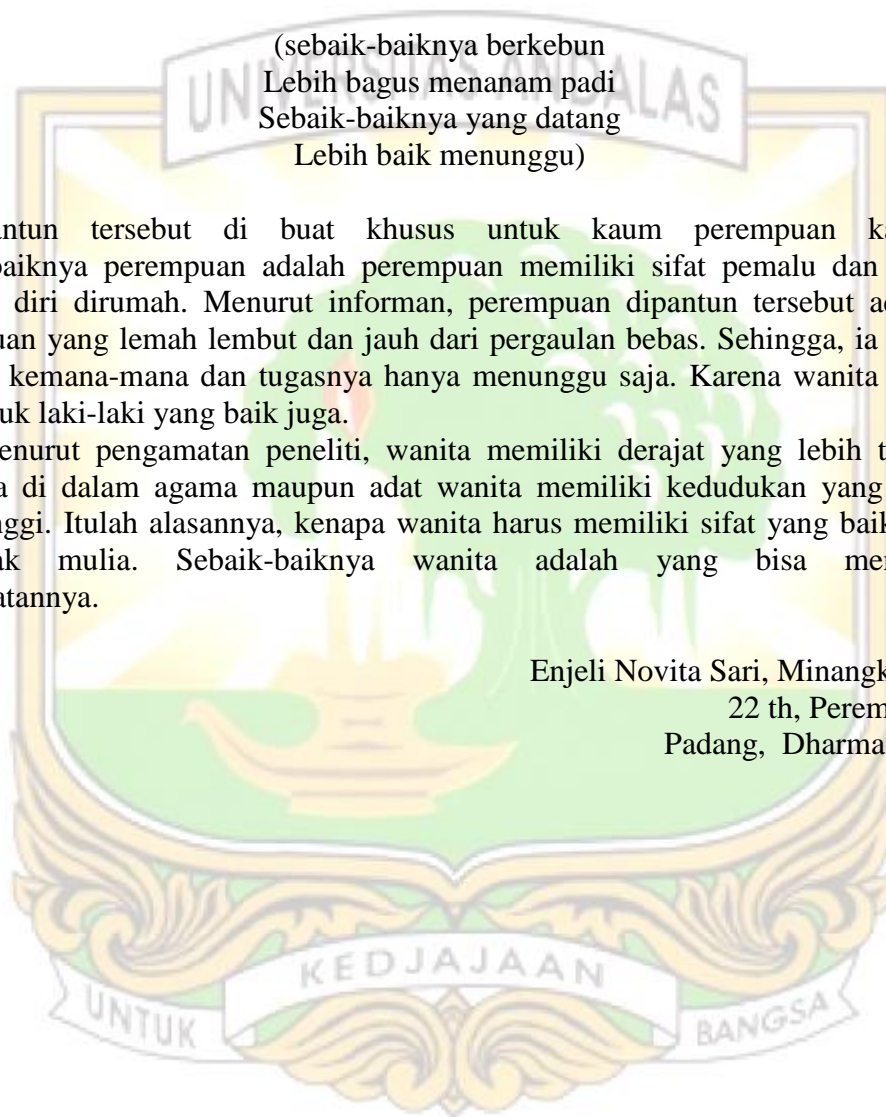 UNIVERSITAS ANDALAS
(sebaik-baiknya berkebun
Lebih bagus menanam padi
Sebaik-baiknya yang datang
Lebih baik menunggu)
antun tersebut di buat khusus untuk kaum perempuan ka
baiknya perempuan adalah perempuan memiliki sifat pemalu dan
diri dirumah. Menurut informan, perempuan dipantun tersebut ad
uan yang lemah lembut dan jauh dari pergaulan bebas. Sehingga, ia
kemana-mana dan tugasnya hanya menunggu saja. Karena wanita
uk laki-laki yang baik juga.
enurut pengamatan peneliti, wanita memiliki derajat yang lebih t
a di dalam agama maupun adat wanita memiliki kedudukan yang
nggi. Itulah alasannya, kenapa wanita harus memiliki sifat yang baik
ak mulia. Sebaik-baiknya wanita adalah yang bisa men
atannya.
Enjeli Novita Sari, Minangk
22 th, Perem
Padang, Dharma
UNTUK KEDJAJAAN BANGSA